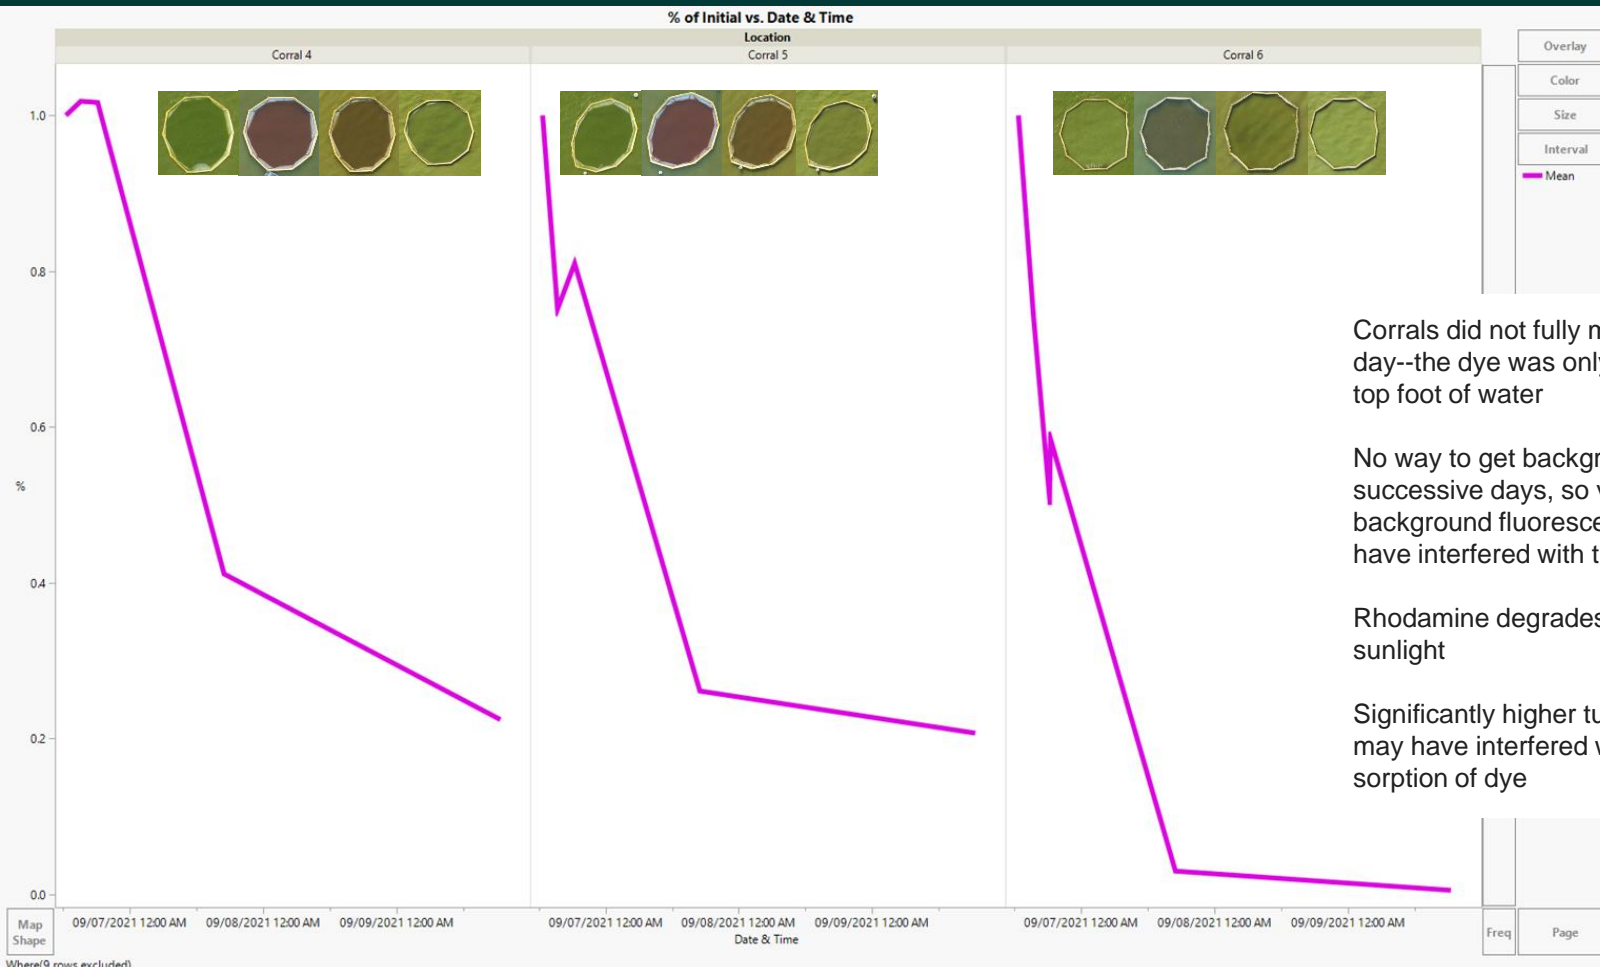 % of Initial vs. Date & Time
Location
Corral 4
Corral 5
Corral 6
1.0
0.8
0.6
%
0.4
0.2
0.0
Overlay
Color
Size
Interval
Mean
Corrals did not fully
day--the dye was
top foot of water
No way to get
successive days, so
background
have interfered with
Rhodamine degrades
sunlight
Significantly higher
may have interfered
sorption of dye
09/07/2021 12:00 AM 09/08/2021 12:00 AM 09/09/2021 12:00 AM
09/07/2021 12:00 AM 09/08/2021 12:00 AM 09/09/2021 12:00 AM
09/07/2021 12:00 AM 09/08/2021 12:00 AM 09/09/2021 12:00 AM
Date & Time
Map
Shape
Freq
Page
Where(9 rows excluded)